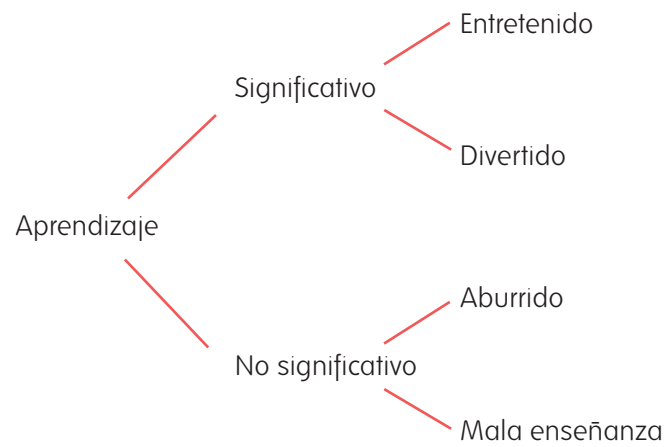 Entretenido
Significativo
Divertido
Aprendizaje
Aburrido
No significativo
Mala enseñanza